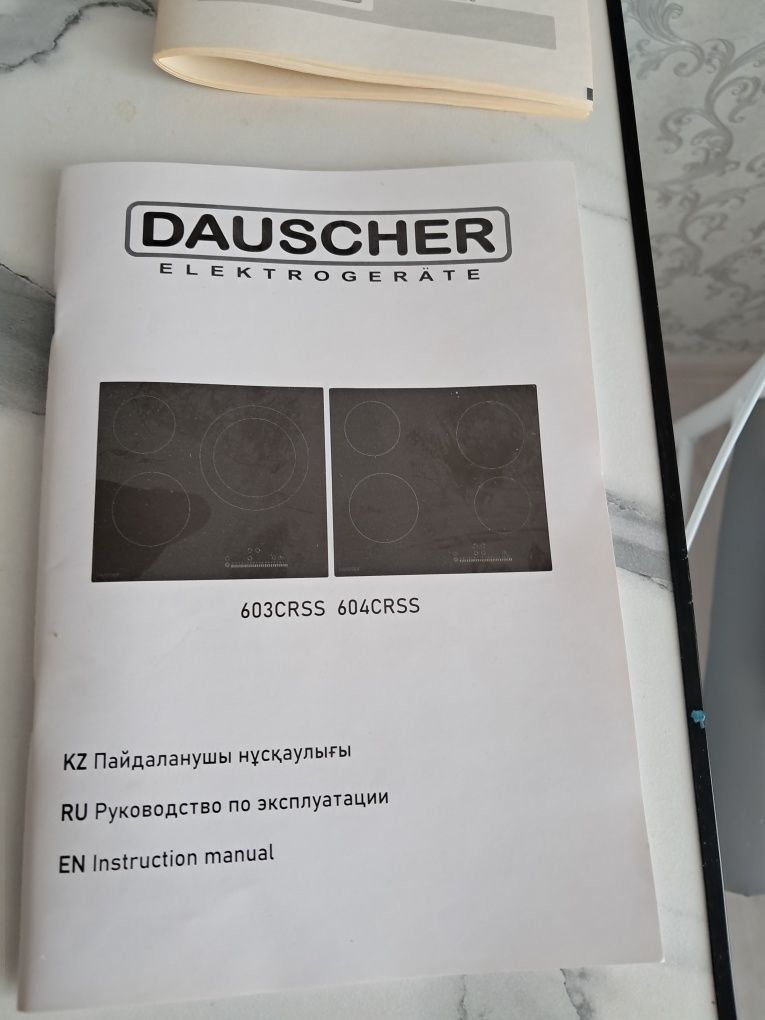 DAUSCHER
ELEKTROGERÄTE
603CRSS 604CRSS
KZ Пайдаланушы нұсқаулығы
RU Руководство по эксплуатации
EN Instruction manual